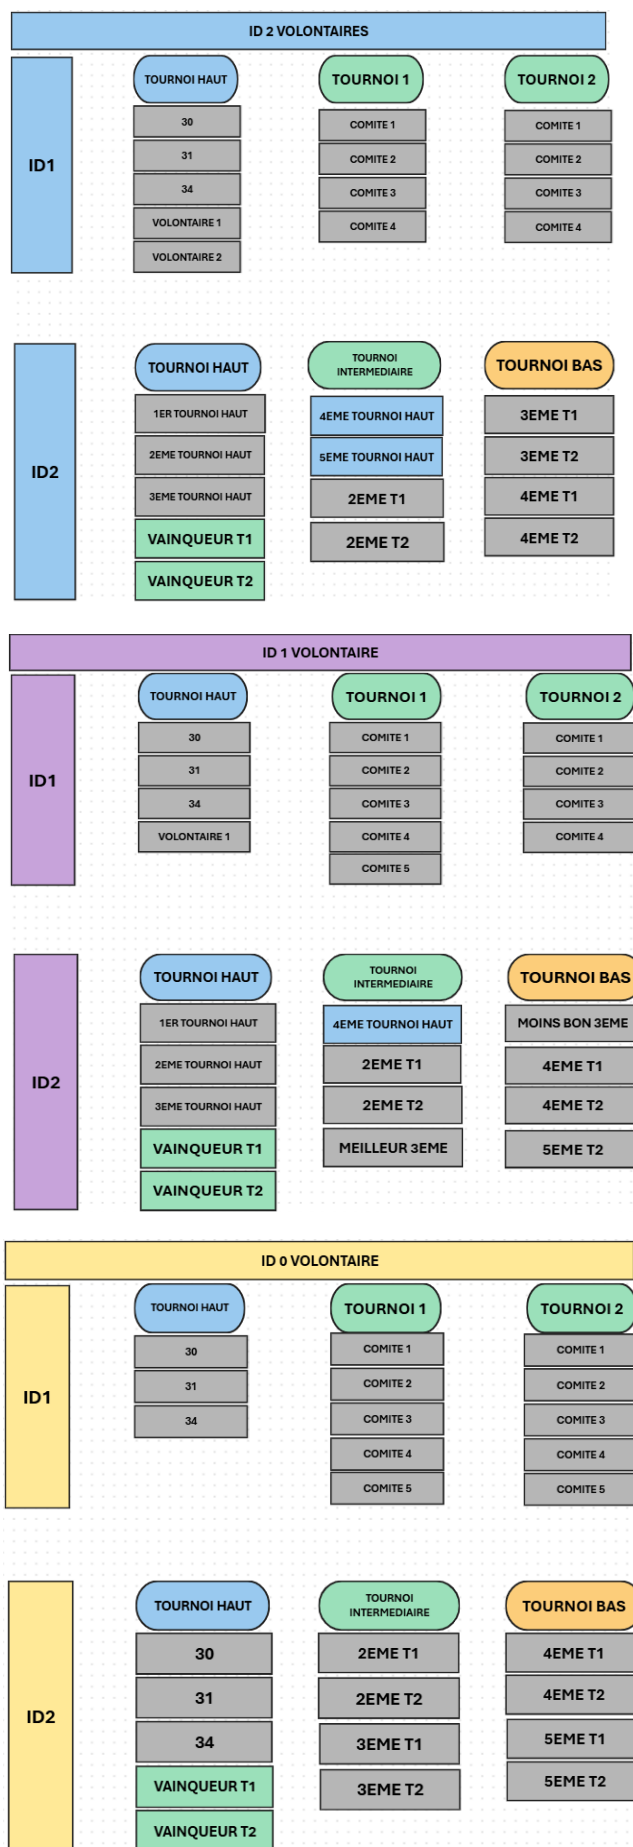 ID 2 VOLONTAIRES
ID1
TOURNOI HAUT
30
31
34
VOLONTAIRE 1
VOLONTAIRE 2
TOURNOI 1
COMITE 1
COMITE 2
COMITE 3
COMITE 4
TOURNOI 2
COMITE 1
COMITE 2
COMITE 3
COMITE 4
ID2
TOURNOI HAUT
1ER TOURNOI HAUT
2EME TOURNOI HAUT
3EME TOURNOI HAUT
VAINQUEUR T1
VAINQUEUR T2
TOURNOI
INTERMEDIAIRE
4EME TOURNOI HAUT
5EME TOURNOI HAUT
2EME T1
2EME T2
TOURNOI BAS
3EME T1
3EME T2
4EME T1
4EME T2
ID 1 VOLONTAIRE
ID1
TOURNOI HAUT
30
31
34
VOLONTAIRE 1
TOURNOI 1
COMITE 1
COMITE 2
COMITE 3
COMITE 4
COMITE 5
TOURNOI 2
COMITE 1
COMITE 2
COMITE 3
COMITE 4
ID2
TOURNOI HAUT
1ER TOURNOI HAUT
2EME TOURNOI HAUT
3EME TOURNOI HAUT
VAINQUEUR T1
VAINQUEUR T2
TOURNOI
INTERMEDIAIRE
4EME TOURNOI HAUT
2EME T1
2EME T2
MEILLEUR 3EME
TOURNOI BAS
MOINS BON 3EME
4EME T1
4EME T2
5EME T2
ID 0 VOLONTAIRE
ID1
TOURNOI HAUT
30
31
34
TOURNOI 1
COMITE 1
COMITE 2
COMITE 3
COMITE 4
COMITE 5
TOURNOI 2
COMITE 1
COMITE 2
COMITE 3
COMITE 4
COMITE 5
ID2
TOURNOI HAUT
30
31
34
VAINQUEUR T1
VAINQUEUR T2
TOURNOI
INTERMEDIAIRE
2EME T1
2EME T2
3EME T1
3EME T2
TOURNOI BAS
4EME T1
4EME T2
5EME T1
5EME T2